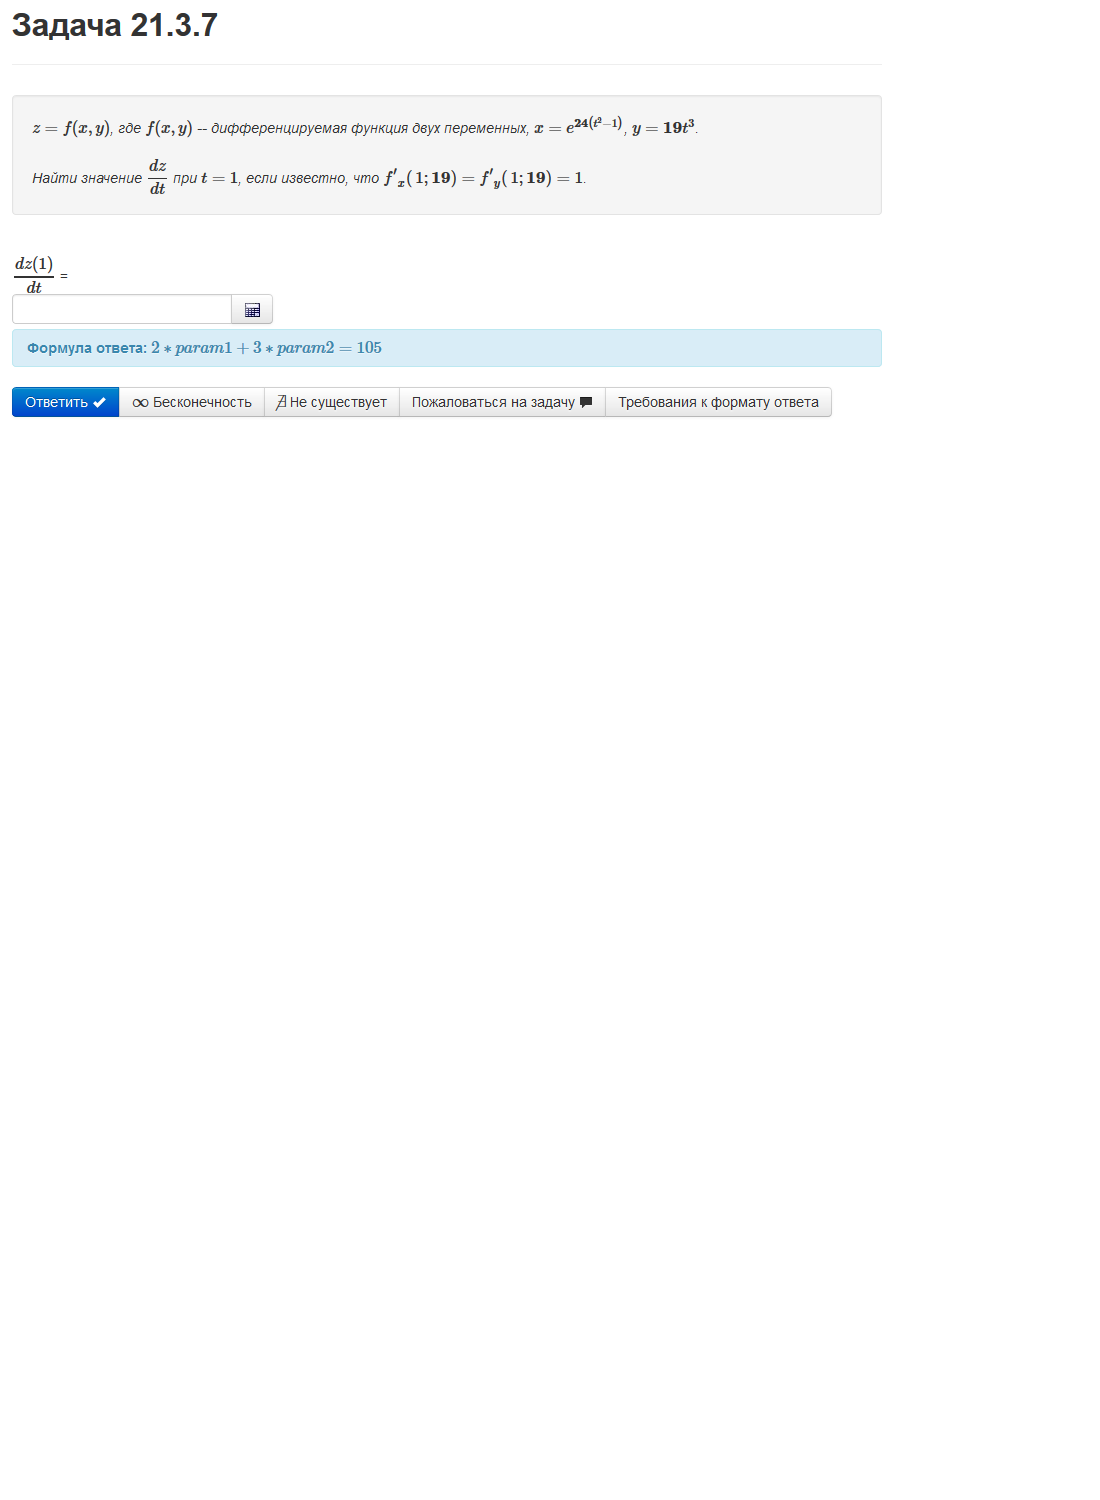 Задача 21.3.7
z = f(x, y), где f(x, y) -- дифференцируемая функция двух переменных, x = e^{24(t^2−1)}, y = 19t^3.
Найти значение dz/dt при t = 1, если известно, что f'_x(1; 19) = f'_y(1; 19) = 1.
dz(1)/dt =
Формула ответа: 2 ∗ param1 + 3 ∗ param2 = 105
Ответить ∞ Бесконечность ∄ Не существует Пожаловаться на задачу Требования к формату ответа